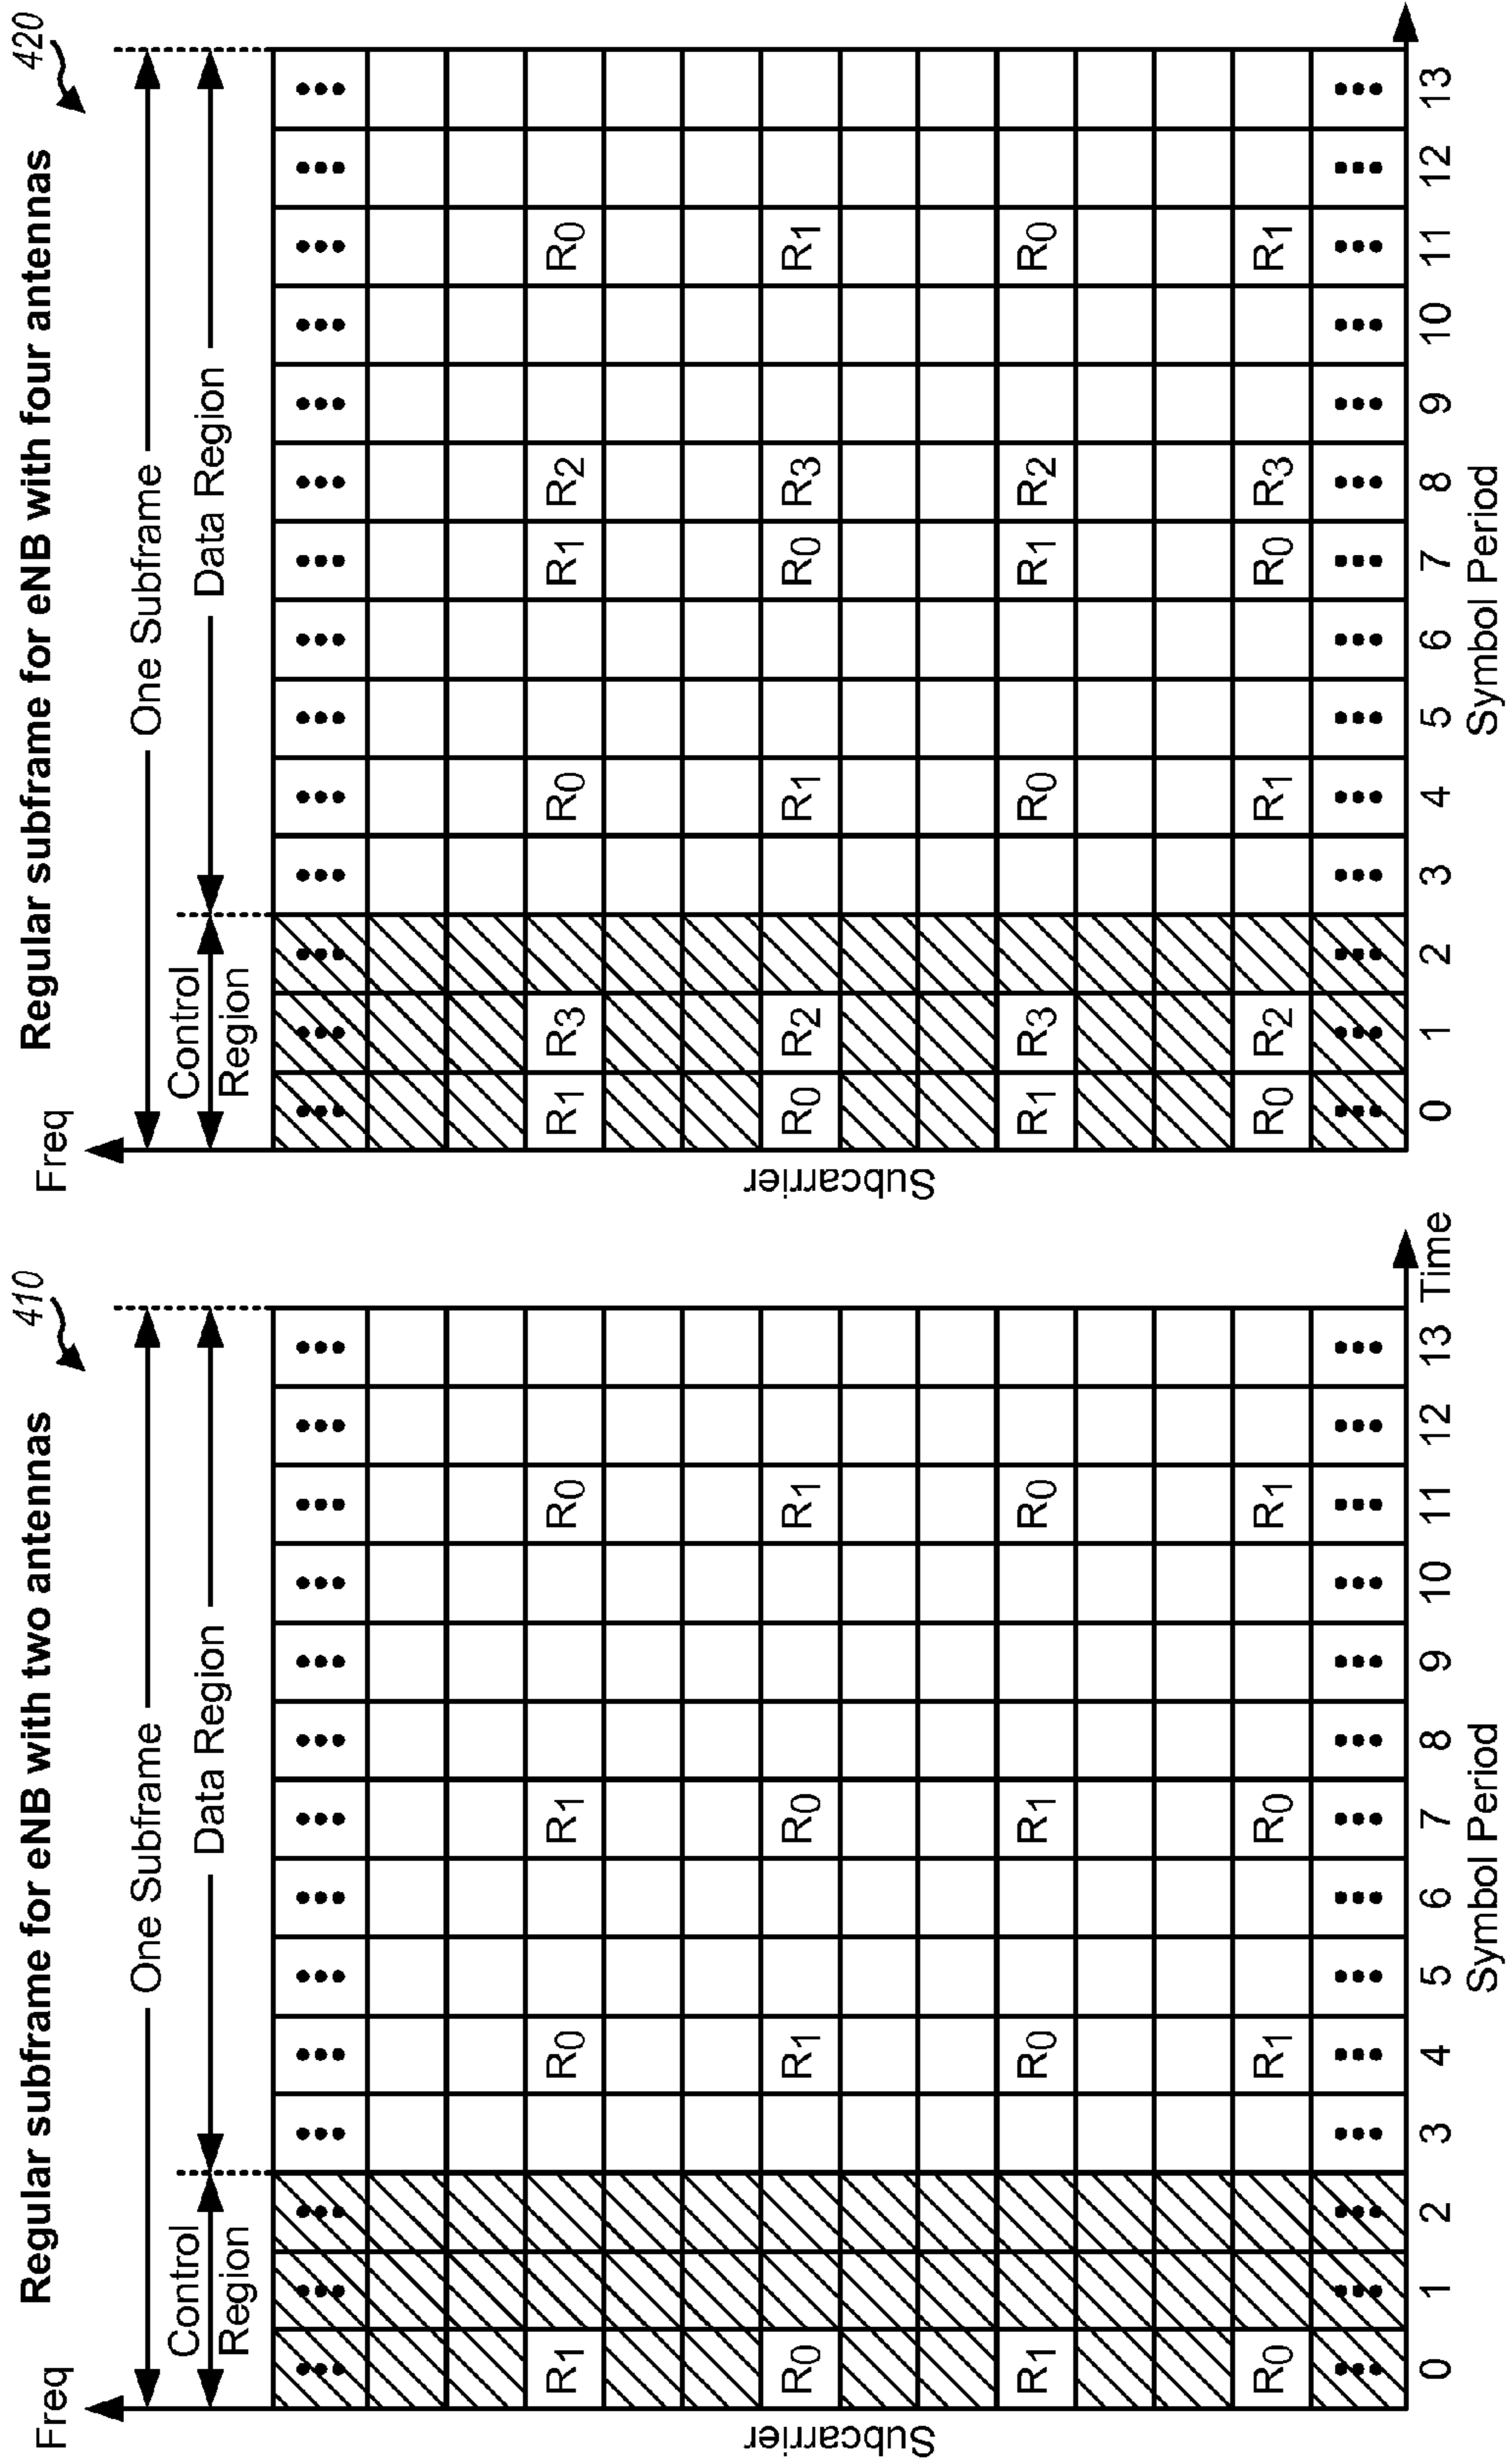 Regular subframe for eNB with two antennas
410
Freq
One Subframe
Control
Region
Data Region
Subcarrier
••• ••• ••• ••• ••• ••• ••• ••• ••• ••• ••• ••• ••• •••
R1 R0 R1 R0
R0 R1 R0 R1
R1 R0 R1 R0
R0 R1 R0 R1
••• ••• ••• ••• ••• ••• ••• ••• ••• ••• ••• ••• ••• •••
0 1 2 3 4 5 6 7 8 9 10 11 12 13 Time
Symbol Period
Regular subframe for eNB with four antennas
420
Freq
One Subframe
Control
Region
Data Region
Subcarrier
••• ••• ••• ••• ••• ••• ••• ••• ••• ••• ••• ••• ••• •••
R1 R3 R0 R1 R2 R0
R0 R2 R1 R0 R3 R1
R1 R3 R0 R1 R2 R0
R0 R2 R1 R0 R3 R1
••• ••• ••• ••• ••• ••• ••• ••• ••• ••• ••• ••• ••• •••
0 1 2 3 4 5 6 7 8 9 10 11 12 13
Symbol Period